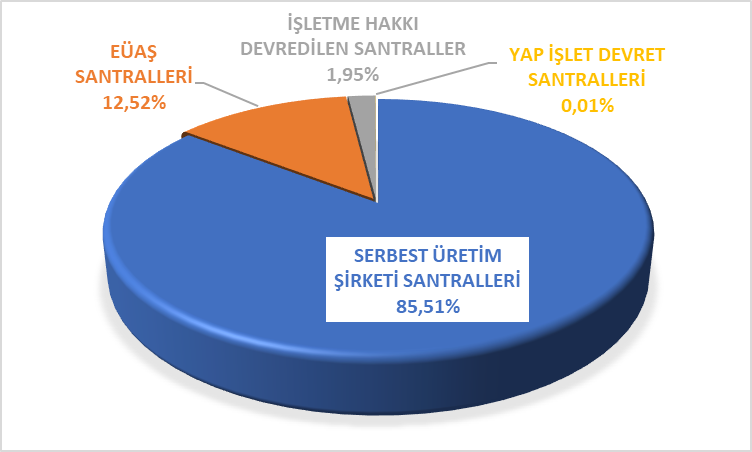 EÜAŞ
SANTRALLERİ
12,52%
İŞLETME HAKKI
DEVREDİLEN SANTRALLER
1,95%
YAP İŞLET DEVRET
SANTRALLERİ
0,01%
SERBEST ÜRETİM
ŞİRKETİ SANTRALLERİ
85,51%